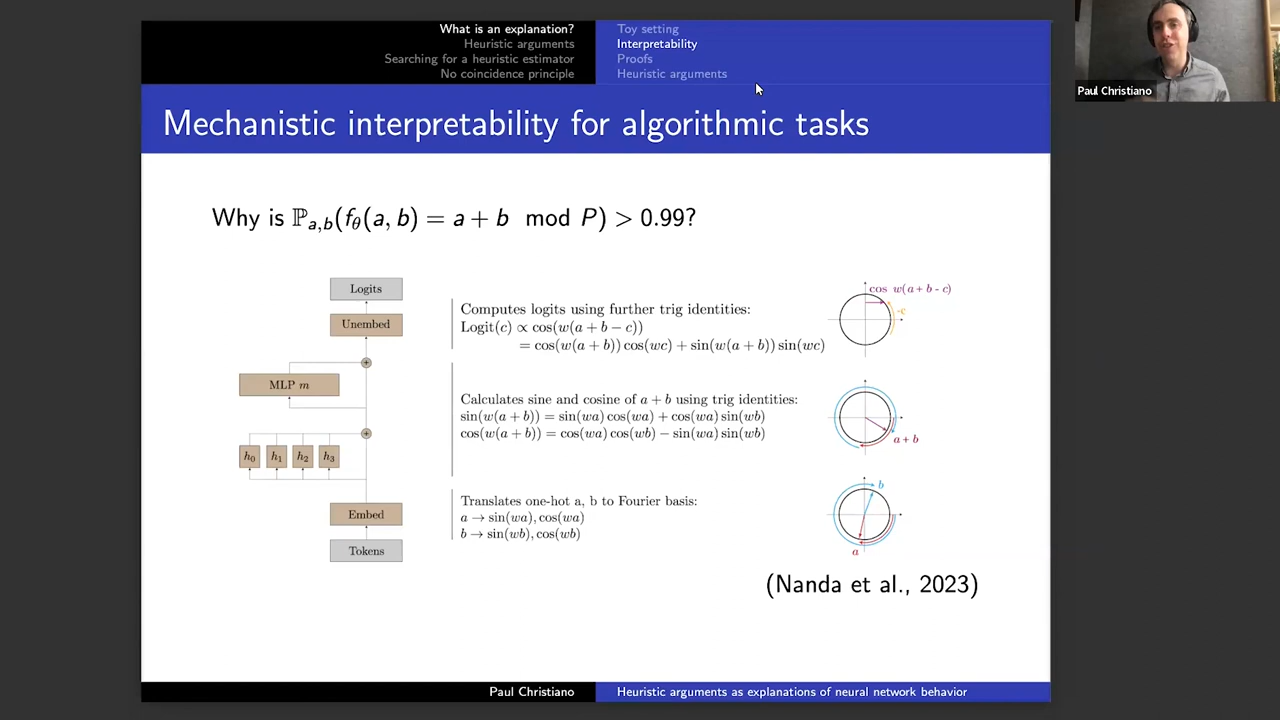 What is an explanation?
Heuristic arguments
Searching for a heuristic estimator
No coincidence principle
Toy setting
Interpretability
Proofs
Heuristic arguments
Paul Christiano
Mechanistic interpretability for algorithmic tasks
Why is ℙa,b(fθ(a, b) = a + b mod P) > 0.99?
Logits
Unembed
MLP m
h0 h1 h2 h3
Embed
Tokens
Computes logits using further trig identities:
Logit(c) ∝ cos(w(a + b − c))
= cos(w(a + b)) cos(wc) + sin(w(a + b)) sin(wc)
cos w(a + b - c)
-c
Calculates sine and cosine of a + b using trig identities:
sin(w(a + b)) = sin(wa) cos(wa) + cos(wa) sin(wb)
cos(w(a + b)) = cos(wa) cos(wb) − sin(wa) sin(wb)
a + b
Translates one-hot a, b to Fourier basis:
a → sin(wa), cos(wa)
b → sin(wb), cos(wb)
b
a
(Nanda et al., 2023)
Paul Christiano
Heuristic arguments as explanations of neural network behavior